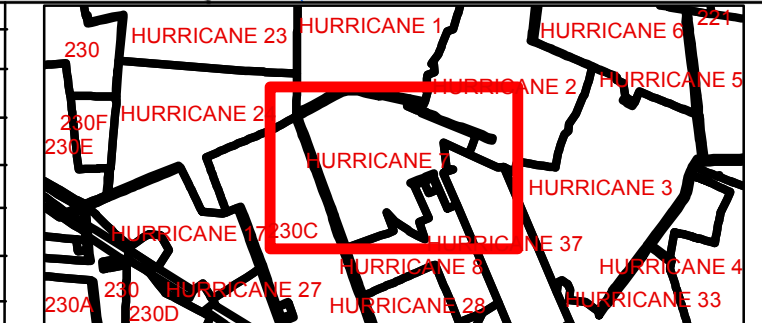 HURRICANE 23
HURRICANE 1
HURRICANE 6
221
230
HURRICANE 2
HURRICANE 5
230F
HURRICANE 24
230E
HURRICANE 7
HURRICANE 3
HURRICANE 17
230C
HURRICANE 37
HURRICANE 8
HURRICANE 4
230
HURRICANE 27
230A
230D
HURRICANE 28
HURRICANE 33